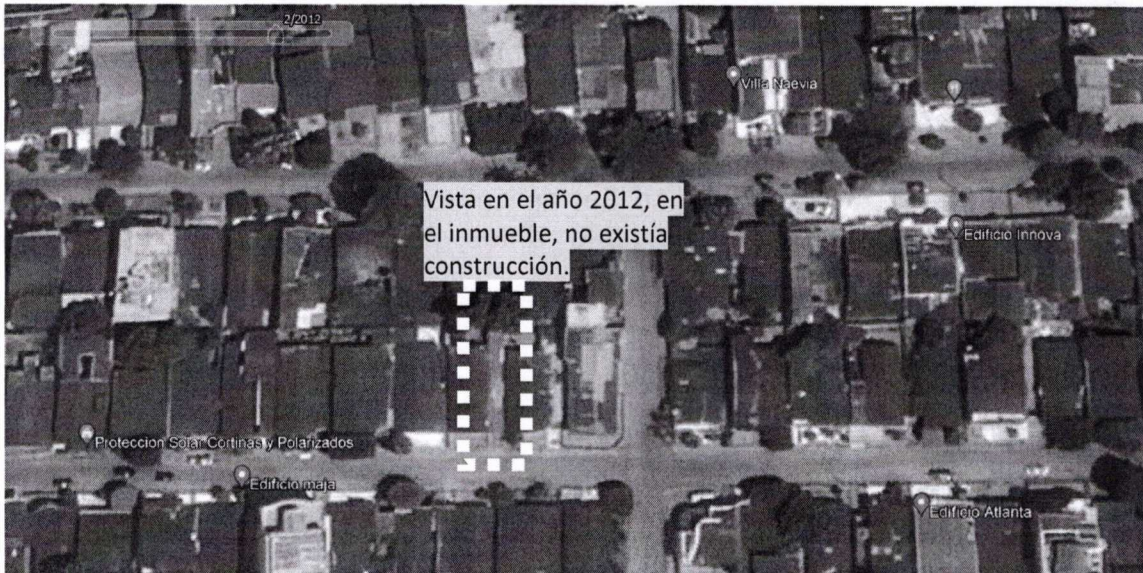 2/2012
Villa Naevia
Vista en el año 2012, en
el inmueble, no existía
construcción.
Edificio Innova
Proteccion Solar Cortinas y Polarizados
Edificio maja
Edificio Atlanta